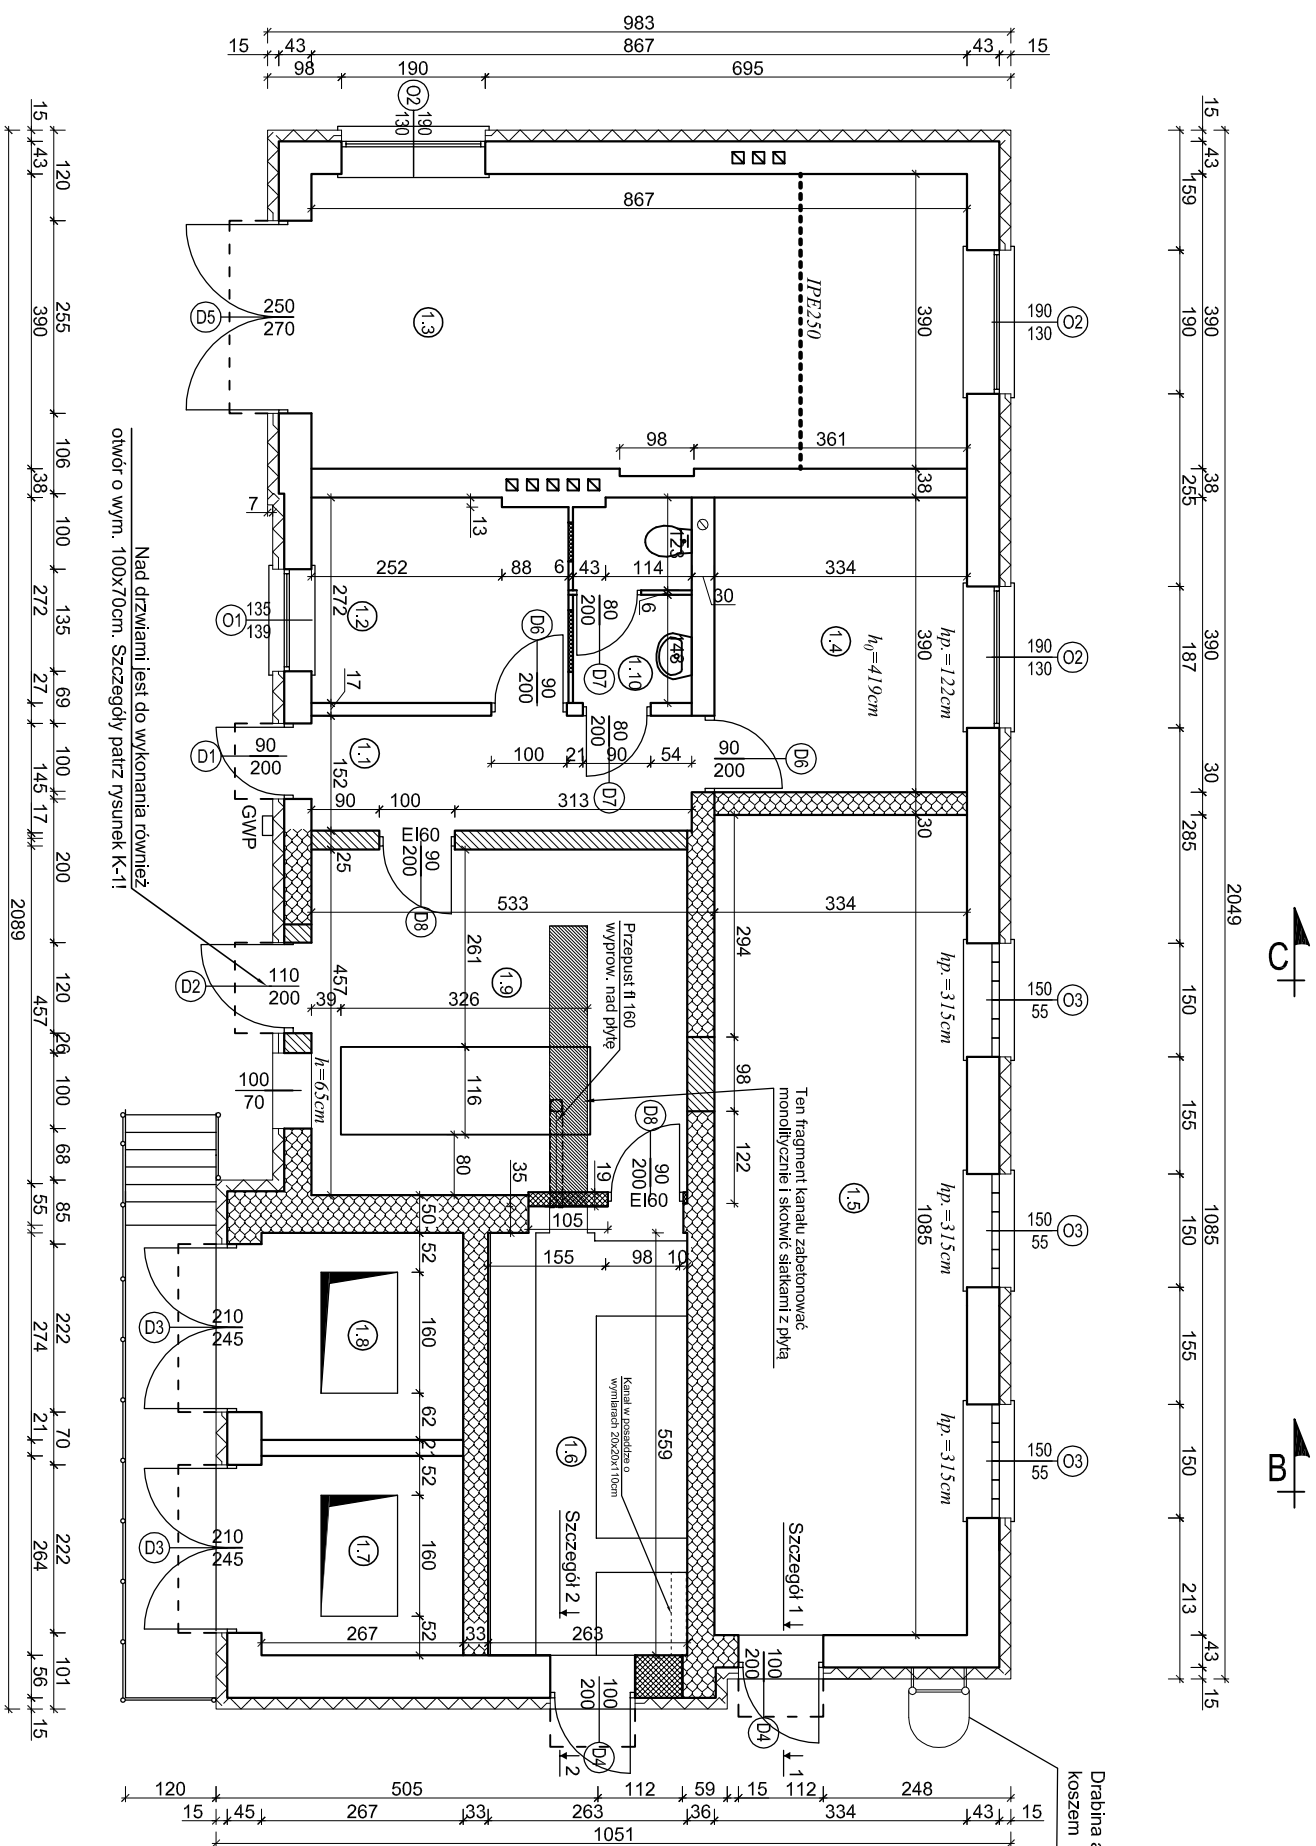 983
15 43 867 43 15
98 190 695
O2 190 130
15 43 390 38 390 30 1085 43 15
159 190 255 187 285 150 155 150 155 150 213
2049
C
B
120 255 106 100 135 69 100 200 120 100 68 85 222 70 222 101
15 43 390 38 272 27 145 17 457 26 55 274 21 264 56 15
2089
867
IPE250
390
1.3
D5 250 270
190 130 O2
98 361
38
7
13
252 88 6 43 114 334
30
123
6
148
272
1.2
O1 135 139
17
D6 90 200
80 200 D7
1.10
80 200 D7
1.4
h0=419cm
hp.=122cm
390
190 130 O2
90 200 D6
100 21 90 54
1.1
152
D1 90 200
GWP
90 100 313
EI60 90 200 D8
25
30
533 334
Nad drzwiami jest do wykonania również
otwór o wym. 100x70cm. Szczegóły patrz rysunek K-1!
D2 110 200
457
39 326
261
1.9
116
80
35
19
Przepust fl 160
wyprow. nad płytę
h=65cm
100 70
294
98
122
Ten fragment kanału zabetonować
monolitycznie i skotwić siatkami z płytą
D8 90 200 EI60
1.5
1085
hp.=315cm
150 55 O3
hp.=315cm
150 55 O3
hp.=315cm
150 55 O3
105
155 98 10
50
52
160
62
21
52
160
52
1.8
1.7
D3 210 245
D3 210 245
559
1.6
Kanał w posadzce o
wymiarach 20x20x110cm
Szczegół 2
Szczegół 1
267 33 263
100 200 D4
100 200 D4
2
1
Drabina
koszem
120 505 112 59 15 112 248
15 45 267 33 263 36 334 43 15
1051